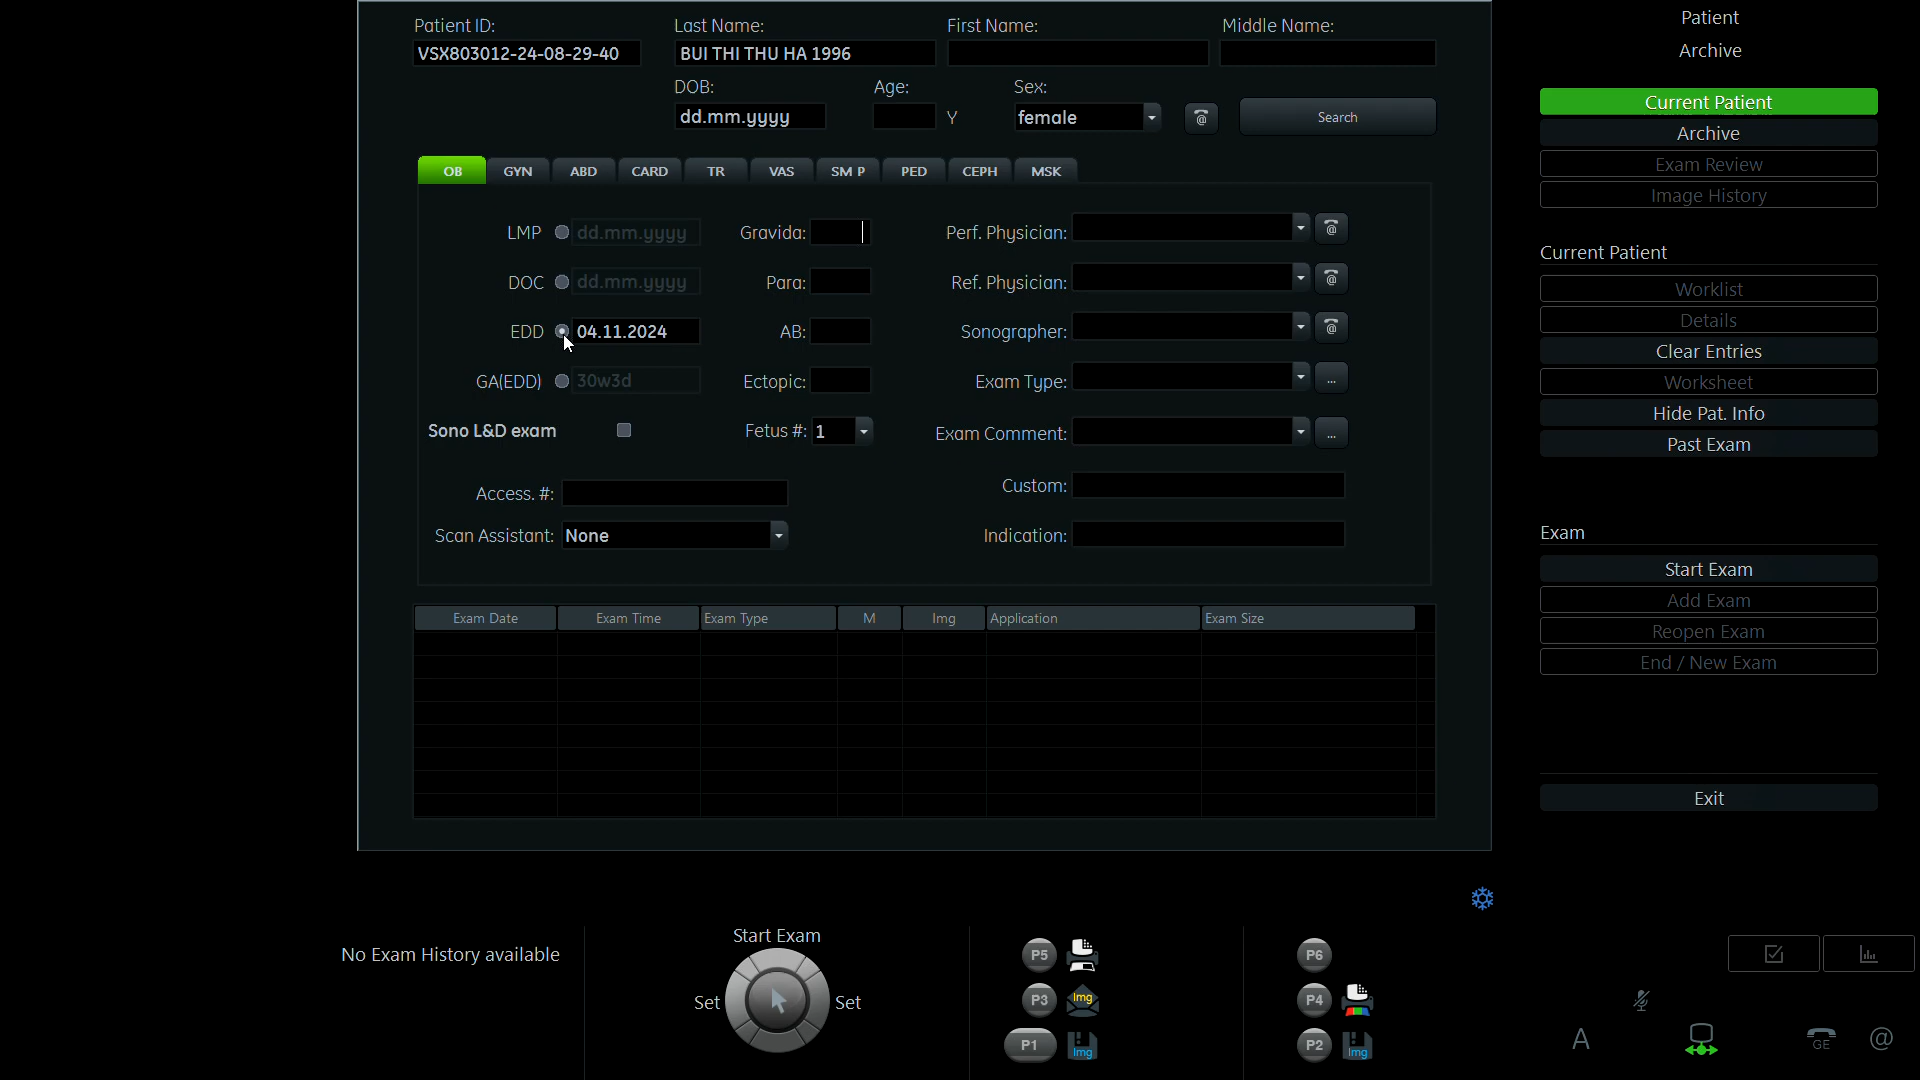 Patient ID: Last Name: First Name: Middle Name:
VSX803012-24-08-29-40 BUI THI THU HA 1996
DOB: Age: Sex:
dd.mm.yyyy Y female @ Search
OB GYN ABD CARD TR VAS SM P PED CEPH MSK
LMP dd.mm.yyyy Gravida: Perf. Physician: @
DOC dd.mm.yyyy Para: Ref. Physician: @
EDD 04.11.2024 AB: Sonographer: @
GA(EDD) 30w3d Ectopic: Exam Type: ...
Sono L&D exam Fetus #: 1 Exam Comment: ...
Access. #: Custom:
Scan Assistant: None Indication:
Exam Date Exam Time Exam Type M Img Application Exam Size
Patient
Archive
Current Patient
Archive
Exam Review
Image History
Current Patient
Worklist
Details
Clear Entries
Worksheet
Hide Pat. Info
Past Exam
Exam
Start Exam
Add Exam
Reopen Exam
End / New Exam
Exit
No Exam History available
Start Exam
Set Set
P5
P3 Img
P1 Img
P6
P4
P2 Img
A GE @